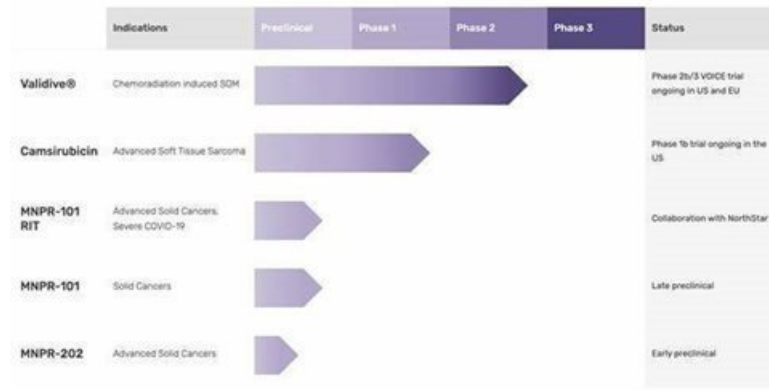 Indications Preclinical Phase 1 Phase 2 Phase 3 Status
Validive® Chemoradiation induced SOM Phase 2b/3 VOICE trial
ongoing in US and EU
Camsirubicin Advanced Soft Tissue Sarcoma Phase 1b trial ongoing in the
US
MNPR-101 Advanced Solid Cancers,
RIT Severe COVID-19 Collaboration with NorthStar
MNPR-101 Solid Cancers Late preclinical
MNPR-202 Advanced Solid Cancers Early preclinical